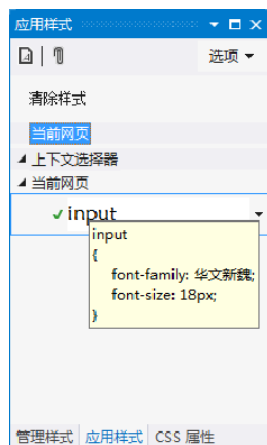 应用样式
选项
清除样式
当前网页
上下文选择器
当前网页
input
input
{
font-family: 华文新魏;
font-size: 18px;
}
管理样式 应用样式 CSS 属性